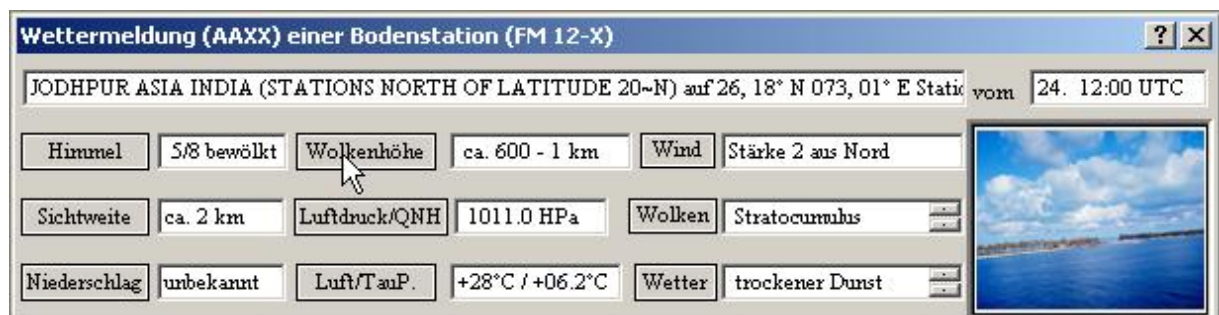 Wettermeldung (AAXX) einer Bodenstation (FM 12-X)
JODHPUR ASIA INDIA (STATIONS NORTH OF LATITUDE 20~N) auf 26, 18° N 073, 01° E Static vom 24. 12:00 UTC
Himmel 5/8 bewölkt Wolkenhöhe ca. 600 - 1 km Wind Stärke 2 aus Nord
Sichtweite ca. 2 km Luftdruck/QNH 1011.0 HPa Wolken Stratocumulus
Niederschlag unbekannt Luft/TauP. +28°C / +06.2°C Wetter trockener Dunst